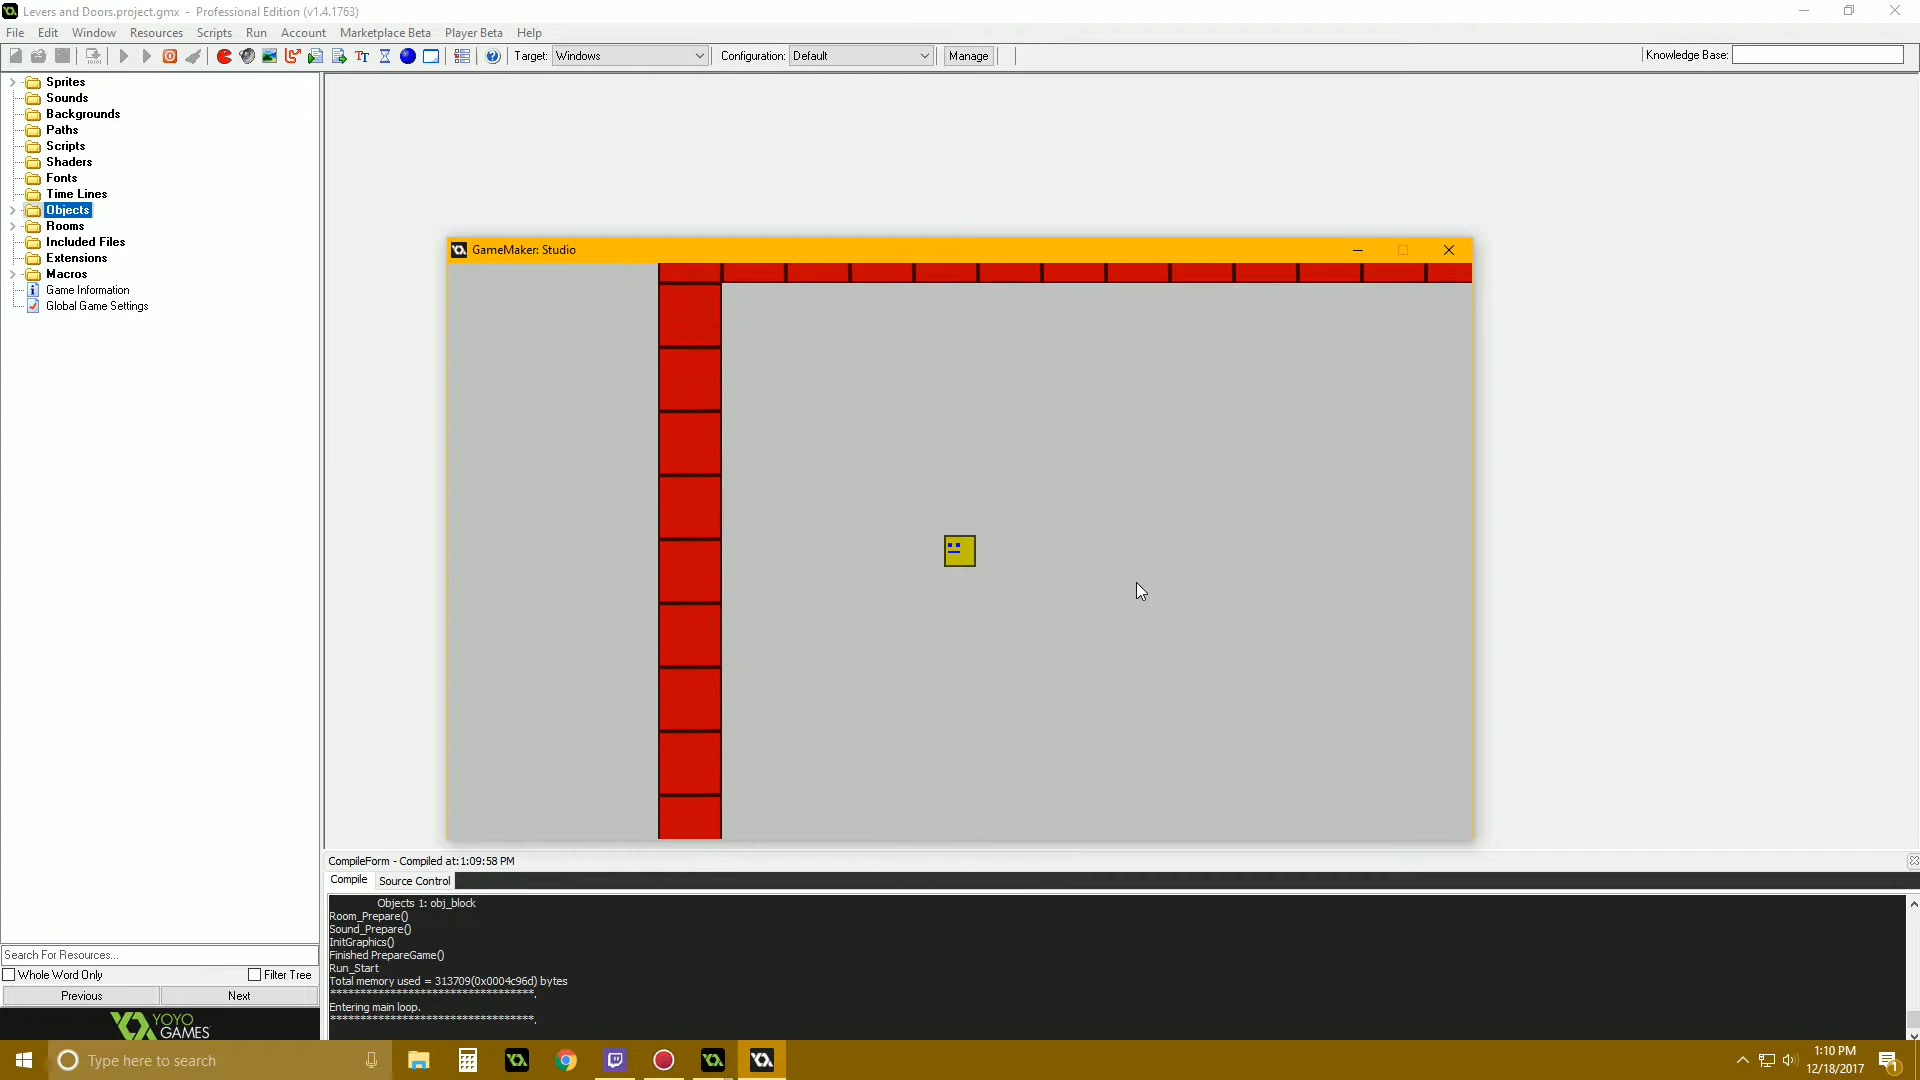 Levers and Doors.project.gmx - Professional Edition (v1.4.1763)
File Edit Window Resources Scripts Run Account Marketplace Beta Player Beta Help
Target: Windows Configuration: Default Manage Knowledge Base:
Sprites
Sounds
Backgrounds
Paths
Scripts
Shaders
Fonts
Time Lines
Objects
Rooms
Included Files
Extensions
Macros
Game Information
Global Game Settings
GameMaker: Studio
CompileForm - Compiled at:1:09:58 PM
Compile Source Control
Objects 1: obj_block
Room_Prepare()
Sound_Prepare()
InitGraphics()
Finished PrepareGame()
Run_Start
Total memory used = 313709(0x0004c96d) bytes
**********************************.
Entering main loop.
**********************************.
Search For Resources...
Whole Word Only Filter Tree
Previous Next
YOYO
GAMES
Type here to search
1:10 PM
12/18/2017
1